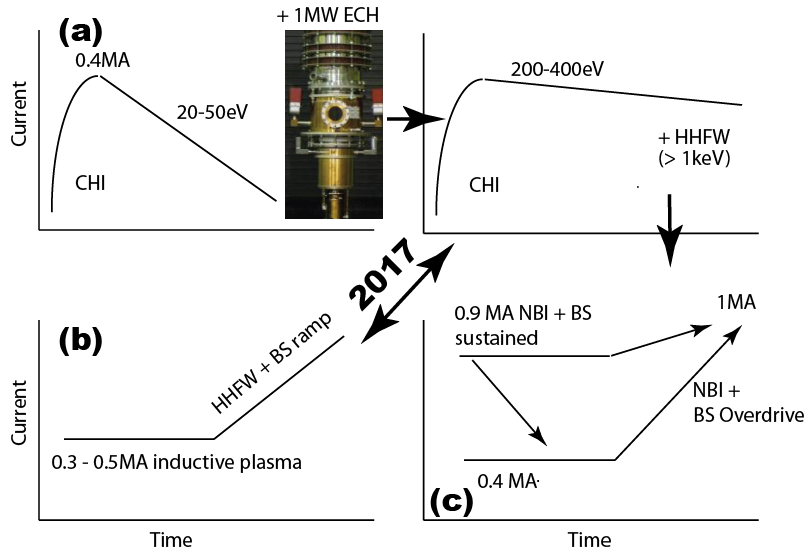 (a)
+ 1MW ECH
0.4MA
20-50eV
CHI
Current
200-400eV
+ HHFW
(> 1keV)
CHI
2017
(b)
HHFW + BS ramp
0.3 - 0.5MA inductive plasma
Current
Time
0.9 MA NBI + BS
sustained
1MA
NBI +
BS Overdrive
0.4 MA
(c)
Time